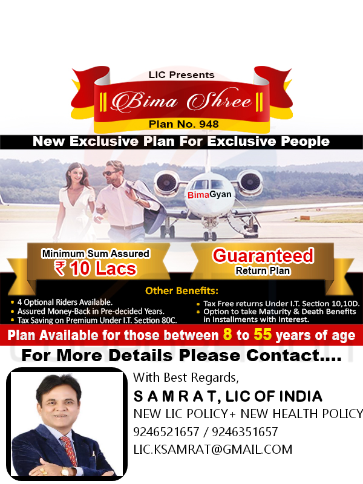 LIC Presents
Bima Shree
Plan No. 948
New Exclusive Plan For Exclusive People
BimaGyan
Minimum Sum Assured
₹ 10 Lacs
Guaranteed
Return Plan
Other Benefits:
• 4 Optional Riders Available.
• Assured Money-Back in Pre-decided Years.
• Tax Saving on Premium Under I.T. Section 80C.
• Tax Free returns Under I.T. Section 10,10D.
• Option to take Maturity & Death Benefits
in Installments with Interest.
Plan Available for those between 8 to 55 years of age
For More Details Please Contact....
With Best Regards,
S A M R A T, LIC OF INDIA
NEW LIC POLICY+ NEW HEALTH POLICY
9246521657 / 9246351657
LIC.KSAMRAT@GMAIL.COM